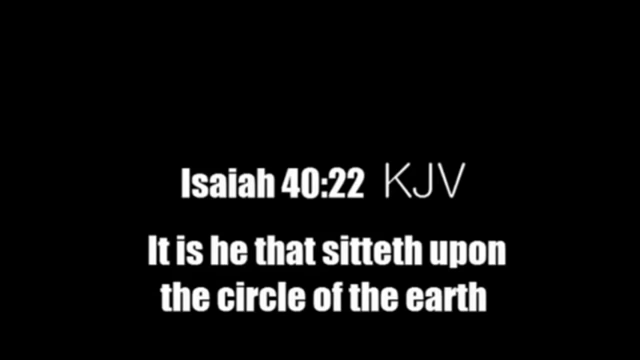 Isaiah 40:22 KJV
It is he that sitteth upon
the circle of the earth